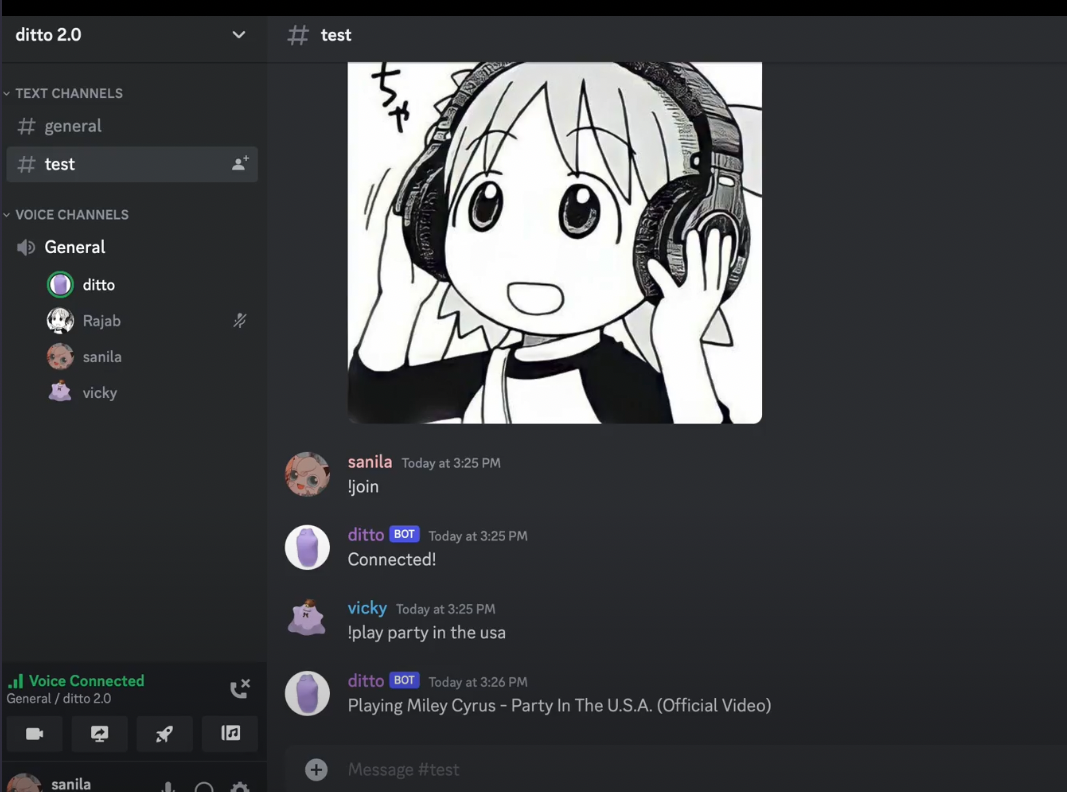 ditto 2.0
TEXT CHANNELS
general
test
VOICE CHANNELS
General
ditto
Rajab
sanila
vicky
Voice Connected
General / ditto 2.0
sanila
# test
ちゃ
sanila Today at 3:25 PM
!join
ditto BOT Today at 3:25 PM
Connected!
vicky Today at 3:25 PM
!play party in the usa
ditto BOT Today at 3:26 PM
Playing Miley Cyrus - Party In The U.S.A. (Official Video)
Message #test